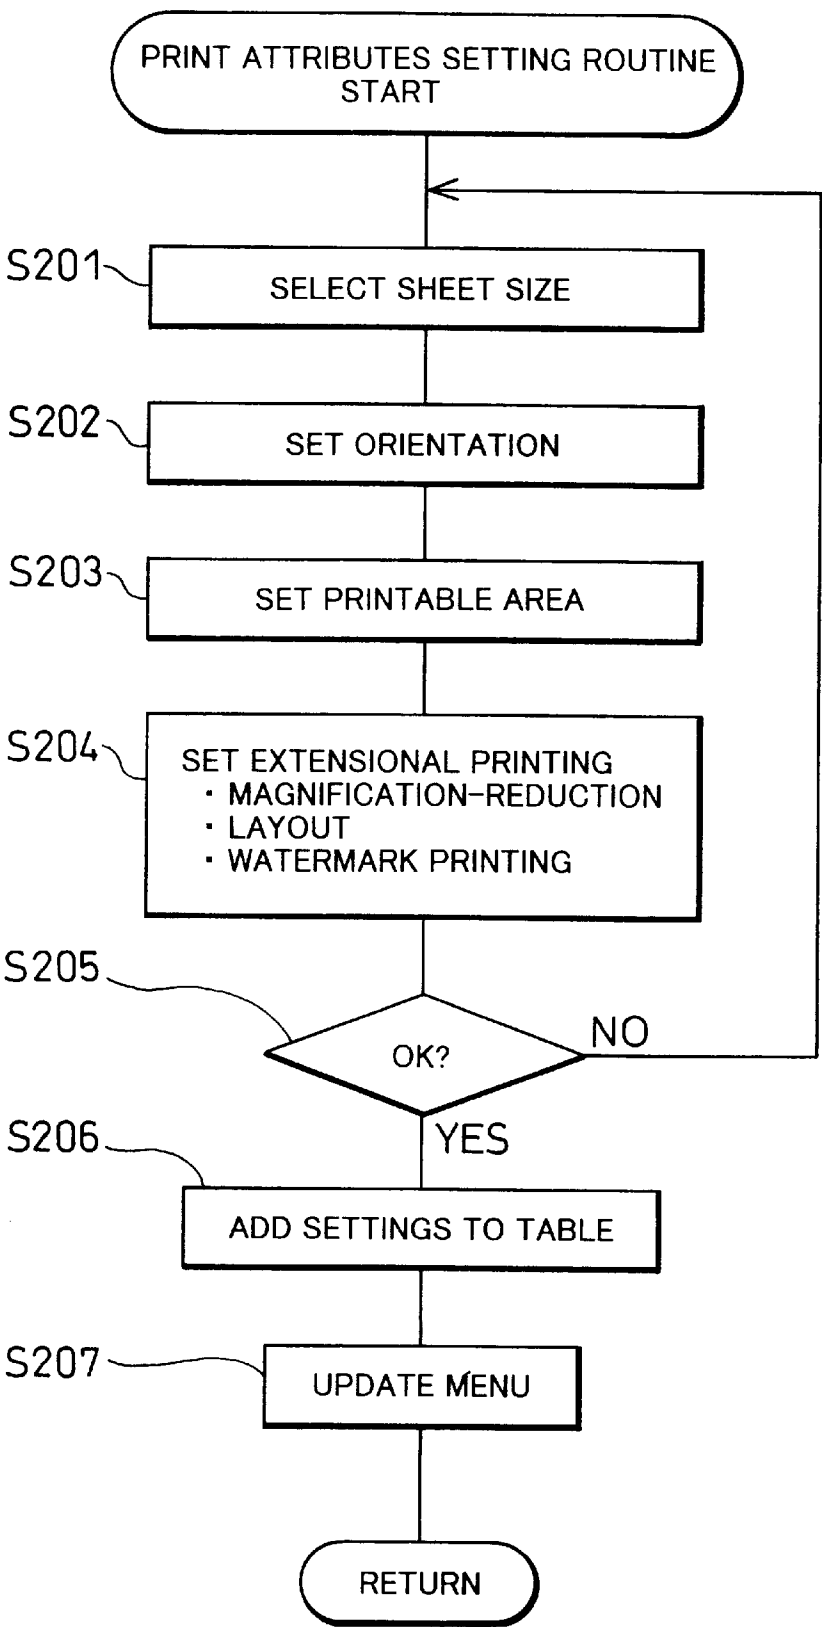 PRINT ATTRIBUTES SETTING ROUTINE
START
S201
SELECT SHEET SIZE
S202
SET ORIENTATION
S203
SET PRINTABLE AREA
S204
SET EXTENSIONAL PRINTING
· MAGNIFICATION-REDUCTION
· LAYOUT
· WATERMARK PRINTING
S205
OK?
NO
YES
S206
ADD SETTINGS TO TABLE
S207
UPDATE MENU
RETURN